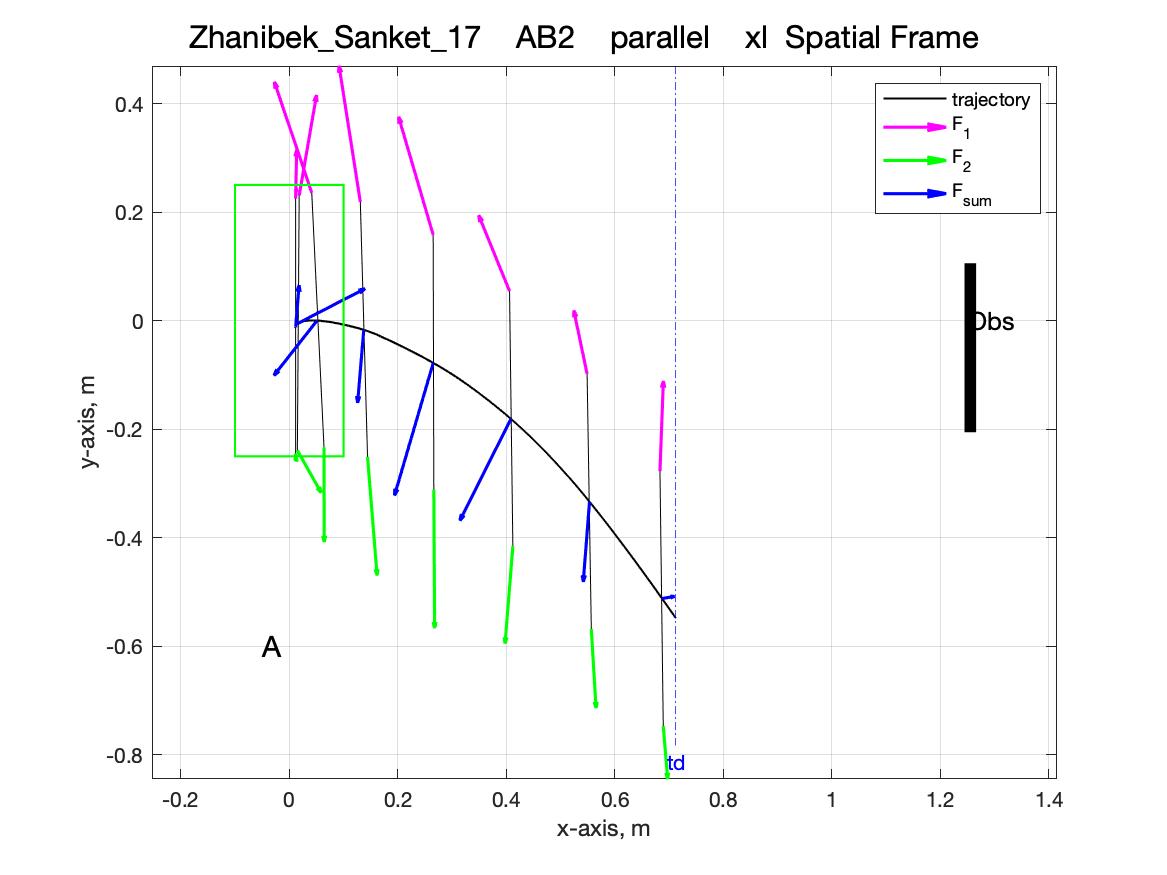 Zhanibek_Sanket_17 AB2 parallel xl Spatial Frame
trajectory
F1
F2
Fsum
0.4
0.2
0
-0.2
-0.4
-0.6
-0.8
y-axis, m
Obs
A
td
-0.2 0 0.2 0.4 0.6 0.8 1 1.2 1.4
x-axis, m